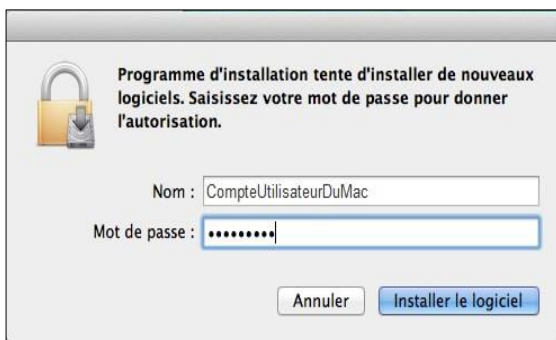 Programme d'installation tente d'installer de nouveaux
logiciels. Saisissez votre mot de passe pour donner
l'autorisation.
Nom : CompteUtilisateurDuMac
Mot de passe : •••••••••
Annuler Installer le logiciel